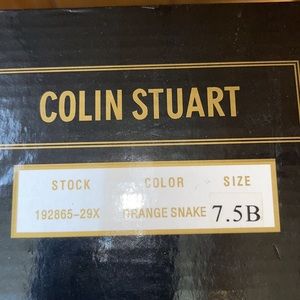 COLIN STUART
STOCK COLOR SIZE
192865-29X ORANGE SNAKE 7.5B